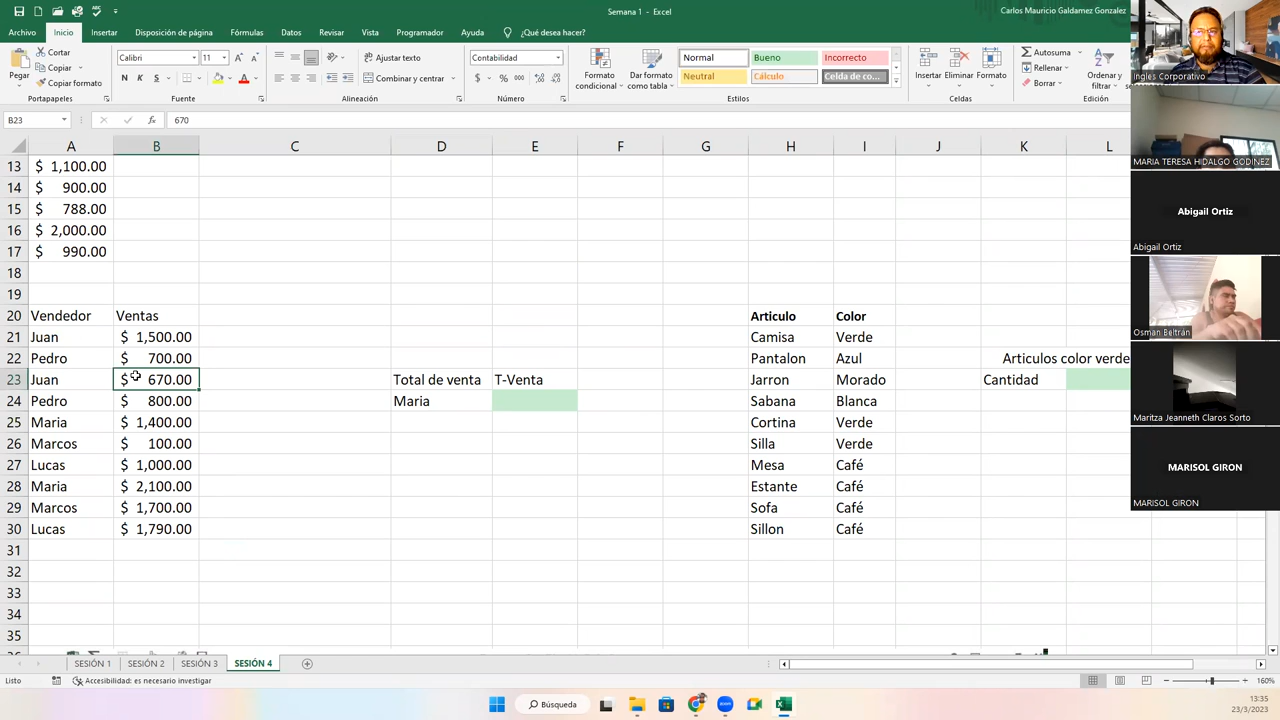 Semana 1 - Excel
Carlos Mauricio Galdamez Gonzalez
Archivo Inicio Insertar Disposición de página Fórmulas Datos Revisar Vista Programador Ayuda ¿Qué desea hacer?
Pegar
Cortar
Copiar
Copiar formato
Portapapeles
Calibri 11
N K S
Fuente
Ajustar texto
Combinar y centrar
Alineación
Contabilidad
$ % 000
Número
Formato condicional
Dar formato como tabla
Normal Bueno Incorrecto
Neutral Cálculo Celda de co...
Estilos
Insertar Eliminar Formato
Celdas
Autosuma
Rellenar
Borrar
Ordenar y filtrar
Edición
B23 fx 670
A B C D E F G H I J K L
13 $ 1,100.00
14 $ 900.00
15 $ 788.00
16 $ 2,000.00
17 $ 990.00
18
19
20 Vendedor Ventas Articulo Color
21 Juan $ 1,500.00 Camisa Verde
22 Pedro $ 700.00 Pantalon Azul Articulos color verde
23 Juan $ 670.00 Total de venta T-Venta Jarron Morado Cantidad
24 Pedro $ 800.00 Maria Sabana Blanca
25 Maria $ 1,400.00 Cortina Verde
26 Marcos $ 100.00 Silla Verde
27 Lucas $ 1,000.00 Mesa Café
28 Maria $ 2,100.00 Estante Café
29 Marcos $ 1,700.00 Sofa Café
30 Lucas $ 1,790.00 Sillon Café
31
32
33
34
35
SESIÓN 1 SESIÓN 2 SESIÓN 3 SESIÓN 4
Listo Accesibilidad: es necesario investigar 160%
Búsqueda
13:35
23/3/2023
Ingles Corporativo
MARIA TERESA HIDALGO GODINEZ
Abigail Ortiz
Abigail Ortiz
Osman Beltrán
Maritza Jeanneth Claros Sorto
MARISOL GIRON
MARISOL GIRON